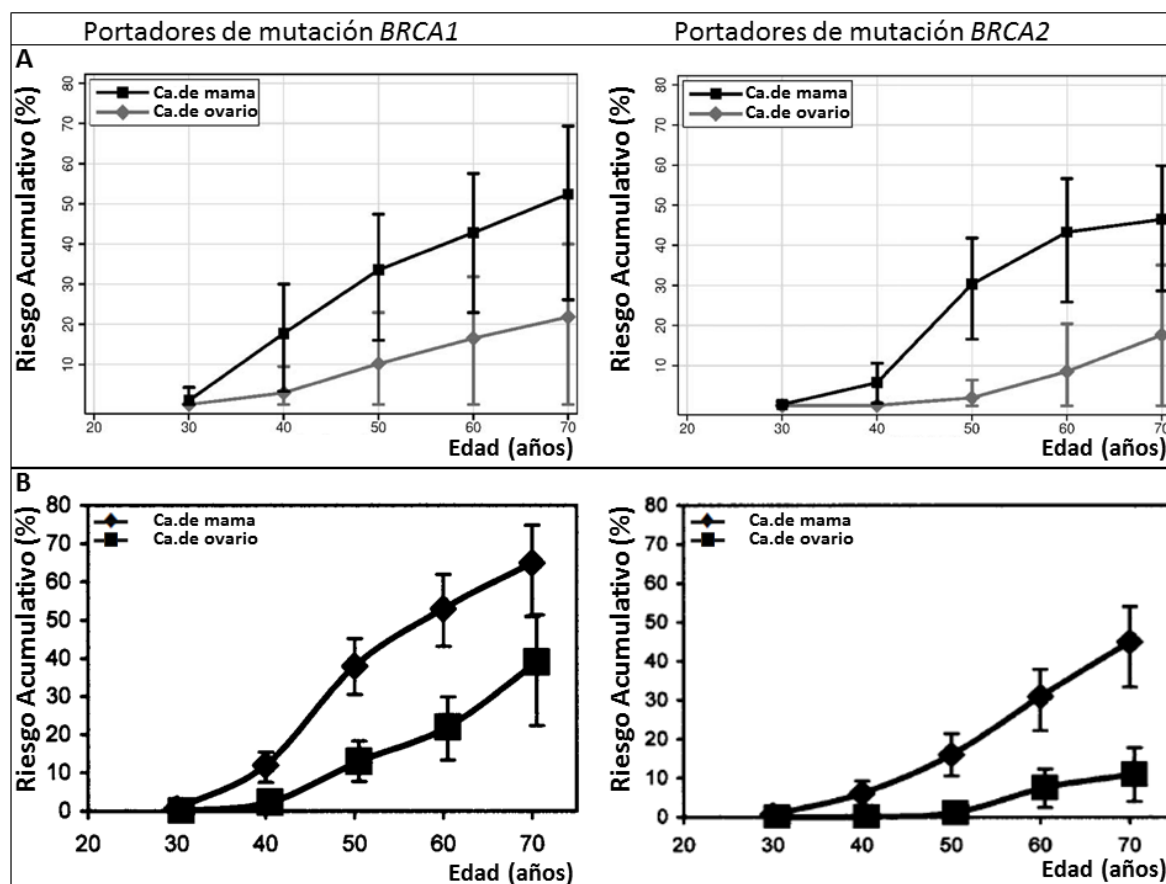 Portadores de mutación BRCA1
Portadores de mutación BRCA2
A
Riesgo Acumulativo (%)
80
70
60
50
40
30
20
10
Ca.de mama
Ca.de ovario
20 30 40 50 60 70
Edad (años)
Riesgo Acumulativo (%)
80
70
60
50
40
30
20
10
Ca.de mama
Ca.de ovario
20 30 40 50 60 70
Edad (años)
B
Riesgo Acumulativo (%)
80
70
60
50
40
30
20
10
0
Ca.de mama
Ca.de ovario
20 30 40 50 60 70
Edad (años)
Riesgo Acumulativo (%)
80
70
60
50
40
30
20
10
0
Ca.de mama
Ca.de ovario
20 30 40 50 60 70
Edad (años)